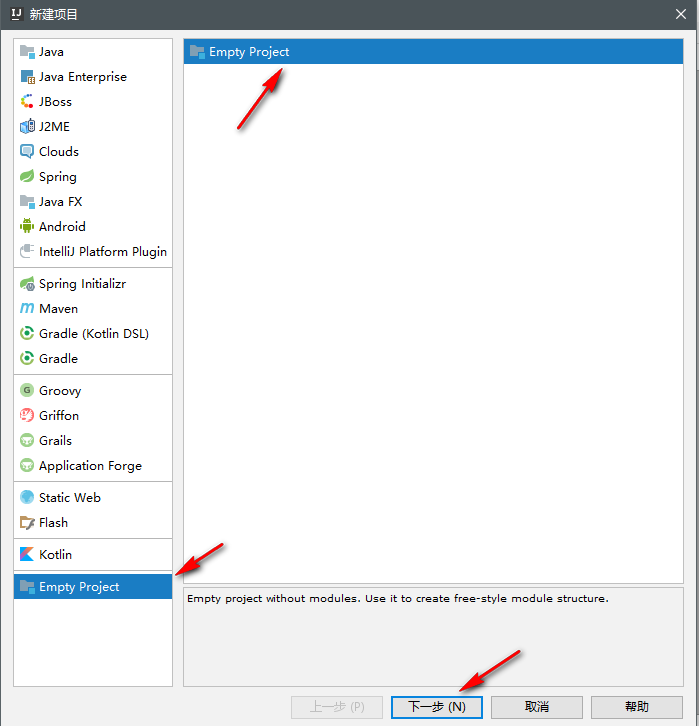 新建项目
Java
Java Enterprise
JBoss
J2ME
Clouds
Spring
Java FX
Android
IntelliJ Platform Plugin
Spring Initializr
Maven
Gradle (Kotlin DSL)
Gradle
Groovy
Griffon
Grails
Application Forge
Static Web
Flash
Kotlin
Empty Project
Empty Project
Empty project without modules. Use it to create free-style module structure.
上一步 (P) 下一步 (N) 取消 帮助